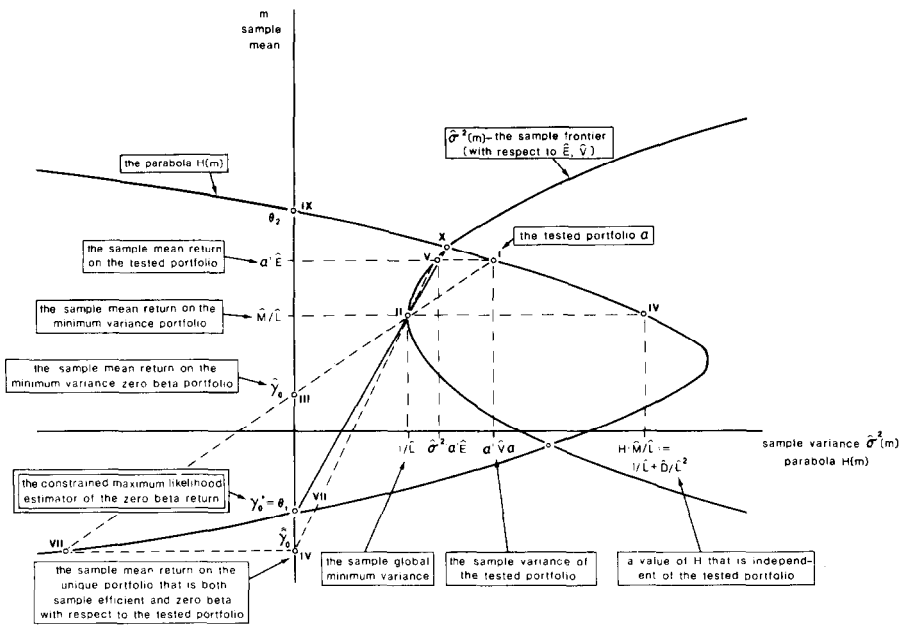 m
sample
mean
σ̂²(m)– the sample frontier
(with respect to Ê, V̂ )
the parabola H(m)
IX
θ₂
X
the tested portfolio a
the sample mean return
on the tested portfolio
a'Ê
V
I
the sample mean return on the
minimum variance portfolio
M̂/L̂
II
IV
the sample mean return on the
minimum variance zero beta portfolio
γ̂₀
III
1/L̂
σ̂² a'Ê
a'V̂a
H(M̂/L̂) =
1/L̂ + D̂/L̂²
sample variance σ̂²(m)
parabola H(m)
the constrained maximum likelihood
estimator of the zero beta return
γ₀* = θ₁
VII
VII
γ̂̂₀
IV
the sample mean return on the
unique portfolio that is both
sample efficient and zero beta
with respect to the tested portfolio
the sample global
minimum variance
the sample variance of
the tested portfolio
a value of H that is independ-
ent of the tested portfolio